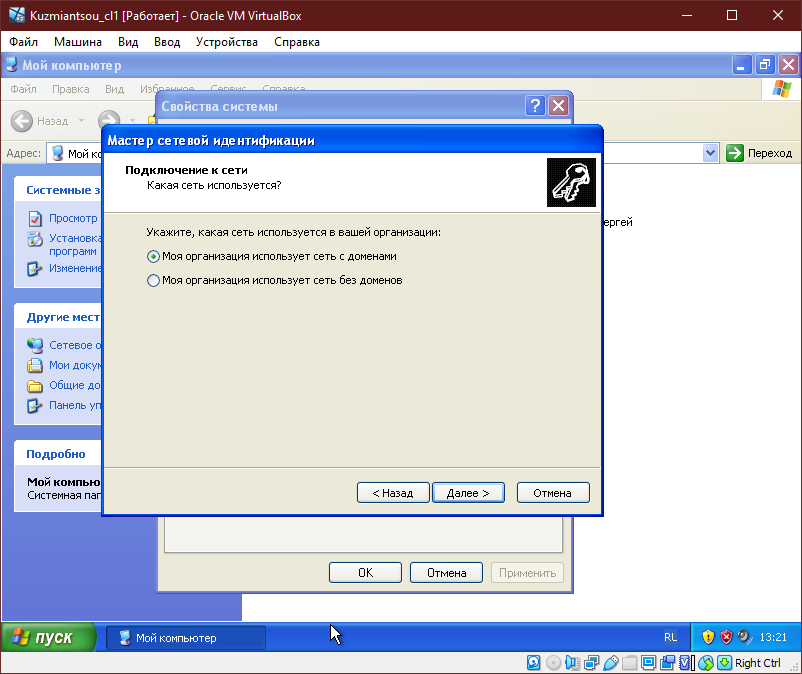 Kuzmiantsou_cl1 [Работает] - Oracle VM VirtualBox
Файл Машина Вид Ввод Устройства Справка
Мой компьютер
Файл Правка Вид Избранное Сервис Справка
Свойства системы
Назад
Мастер сетевой идентификации
Адрес: Мой к
Переход
Подключение к сети
Какая сеть используется?
Системные з
Просмотр
Установка
программ
Изменение
ергей
Укажите, какая сеть используется в вашей организации:
Моя организация использует сеть с доменами
Моя организация использует сеть без доменов
Другие мест
Сетевое о
Мои докум
Общие до
Панель уп
Подробно
Мой компью
Системная пап
< Назад Далее > Отмена
OK Отмена Применить
пуск Мой компьютер RL 13:21
Right Ctrl